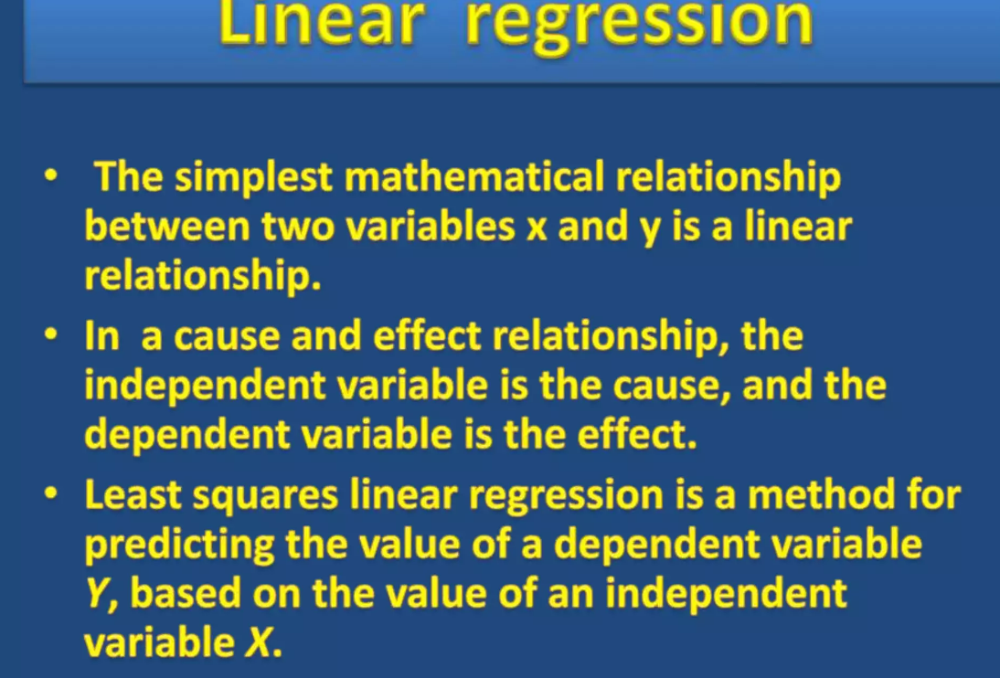 Linear regression
• The simplest mathematical relationship
between two variables x and y is a linear
relationship.
• In a cause and effect relationship, the
independent variable is the cause, and the
dependent variable is the effect.
• Least squares linear regression is a method for
predicting the value of a dependent variable
Y, based on the value of an independent
variable X.